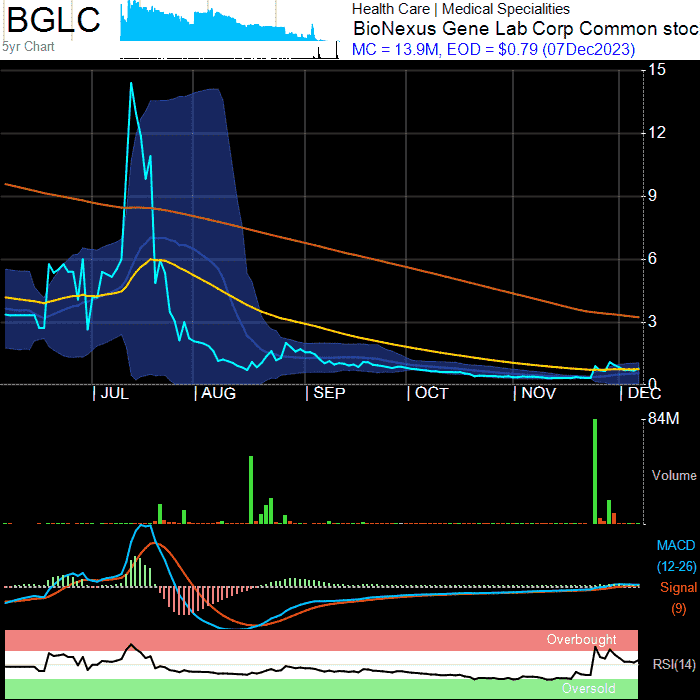 BGLC
5yr Chart
Health Care | Medical Specialities
BioNexus Gene Lab Corp Common stoc
MC = 13.9M, EOD = $0.79 (07Dec2023)
15
12
9
6
3
0
| JUL
| AUG
| SEP
| OCT
| NOV
| DEC
84M
Volume
MACD
(12-26)
Signal
(9)
Overbought
RSI(14)
Oversold